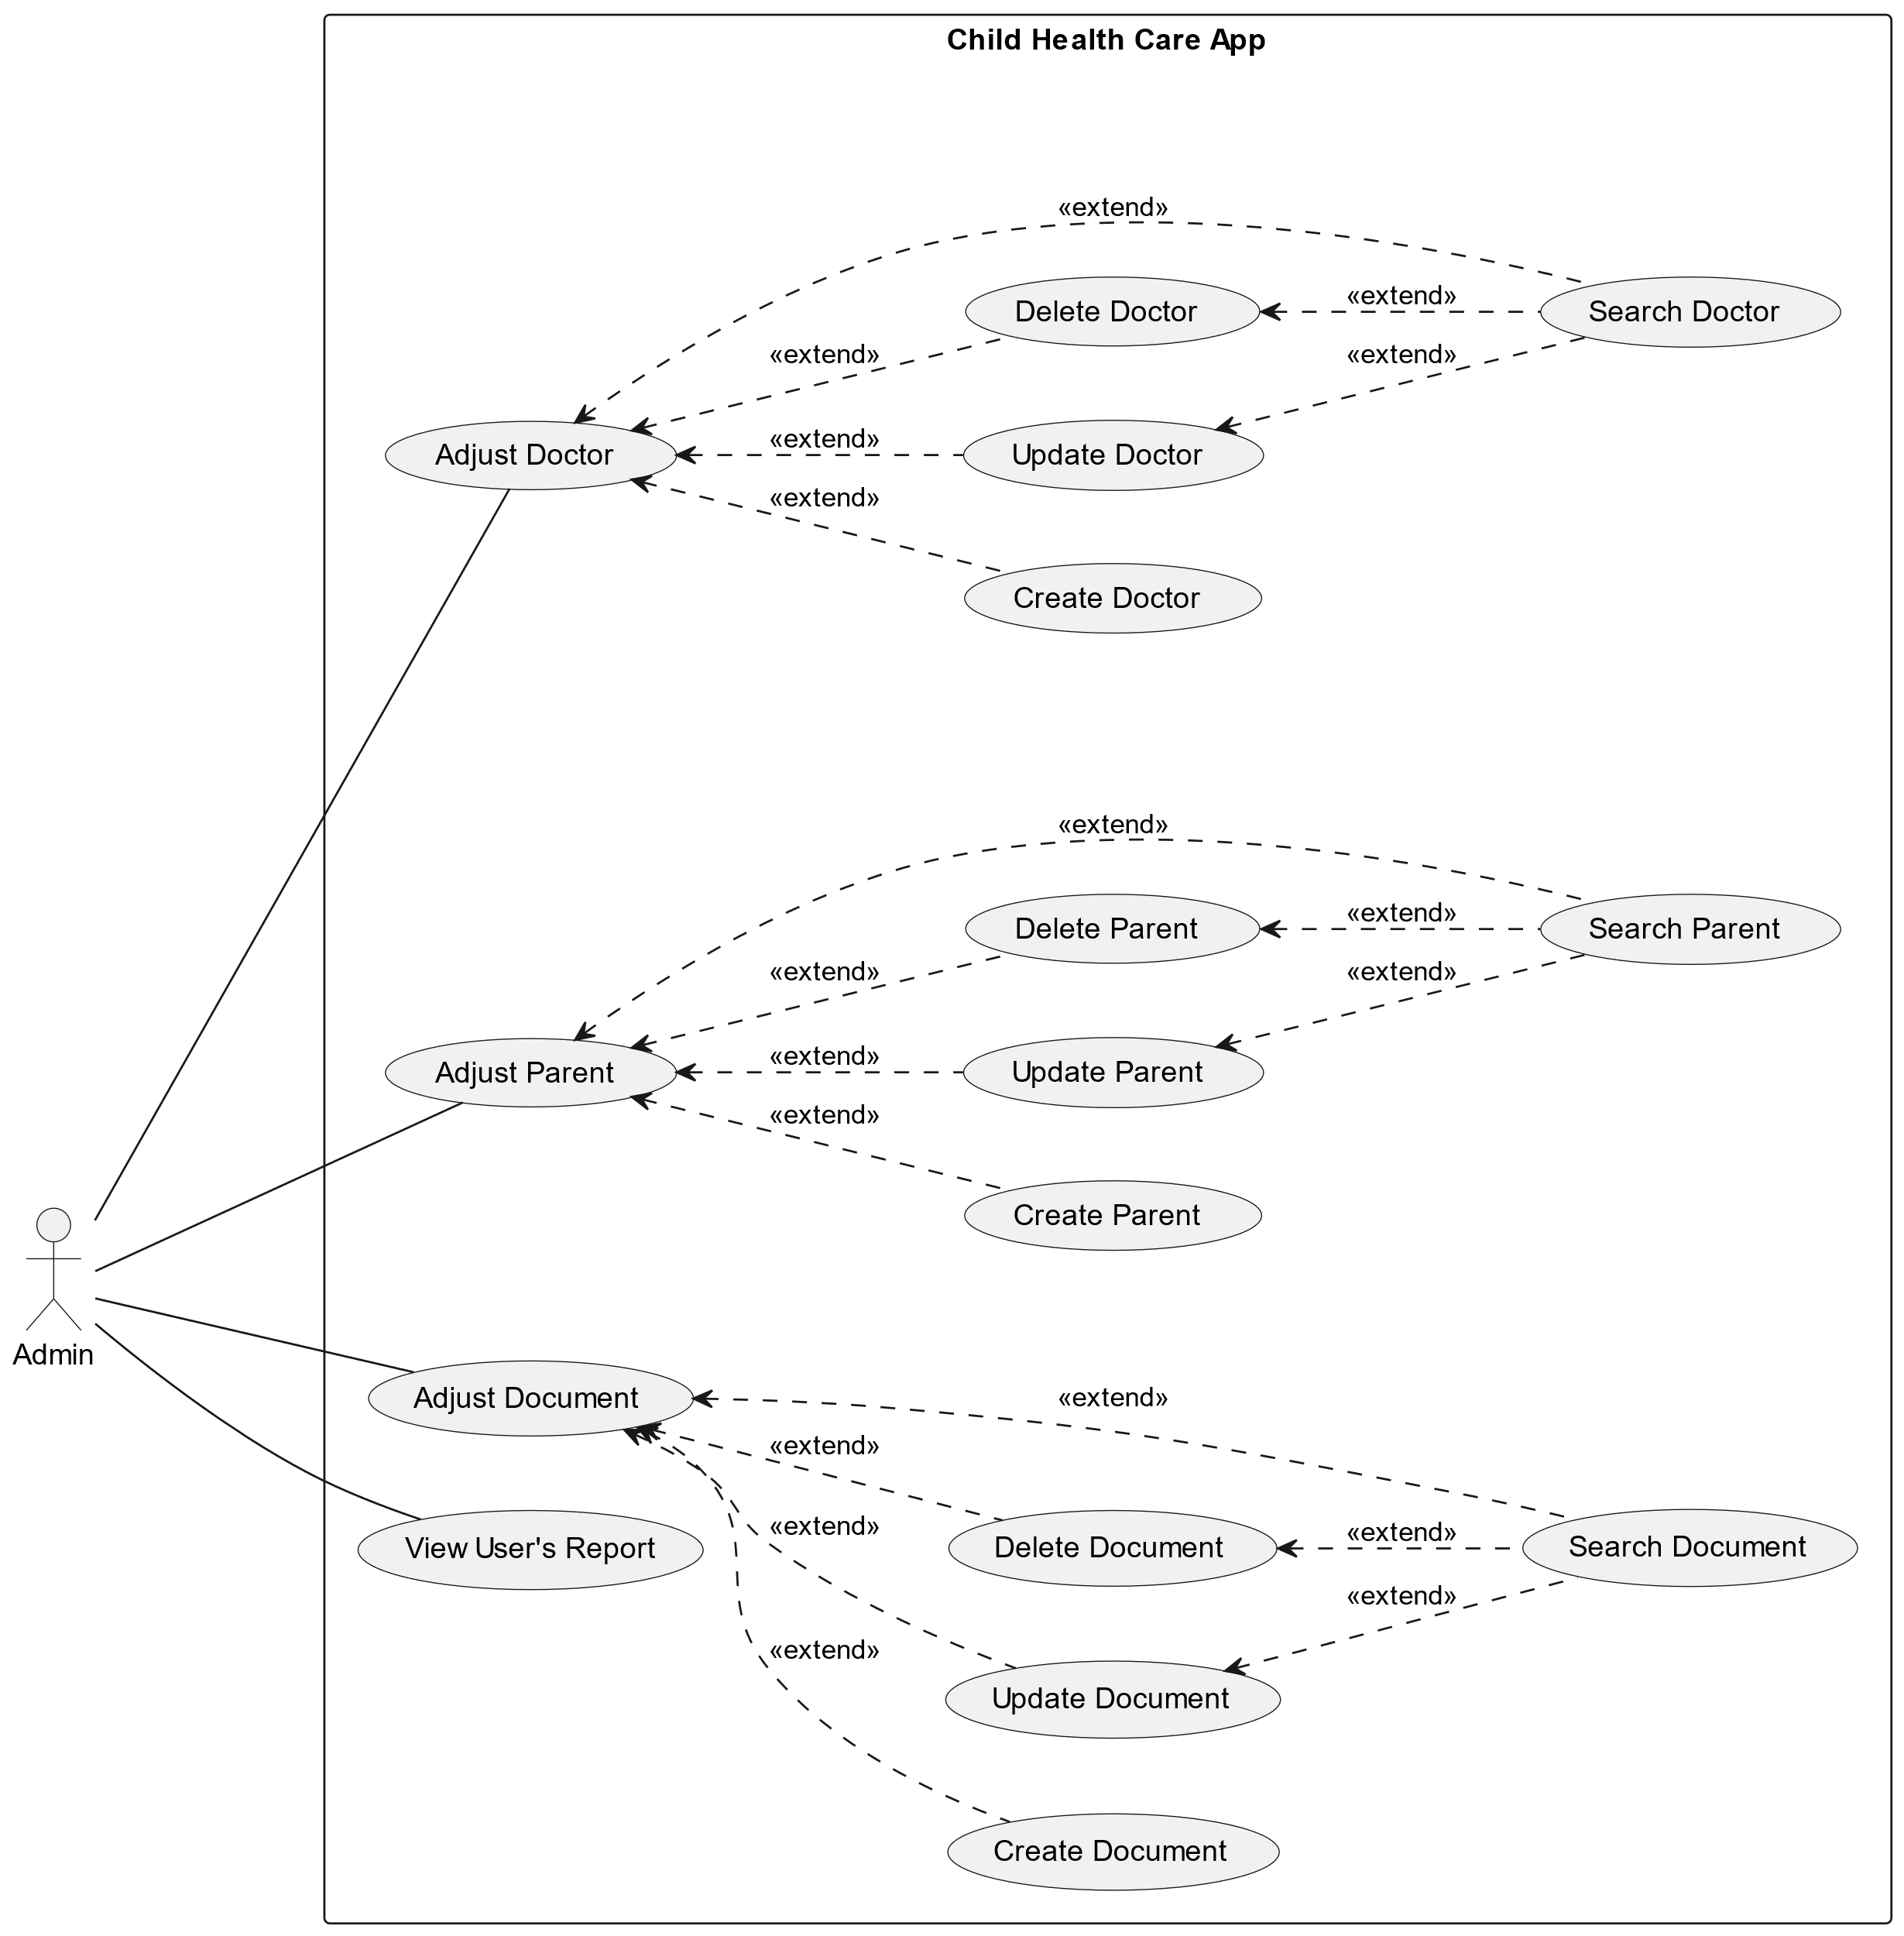 Child Health Care App
«extend»
Delete Doctor
«extend»
Search Doctor
«extend»
«extend»
Adjust Doctor
«extend»
Update Doctor
«extend»
Create Doctor
«extend»
Delete Parent
«extend»
Search Parent
«extend»
«extend»
Adjust Parent
«extend»
Update Parent
«extend»
Create Parent
Admin
Adjust Document
«extend»
«extend»
View User's Report
«extend»
Delete Document
«extend»
Search Document
«extend»
«extend»
Update Document
Create Document